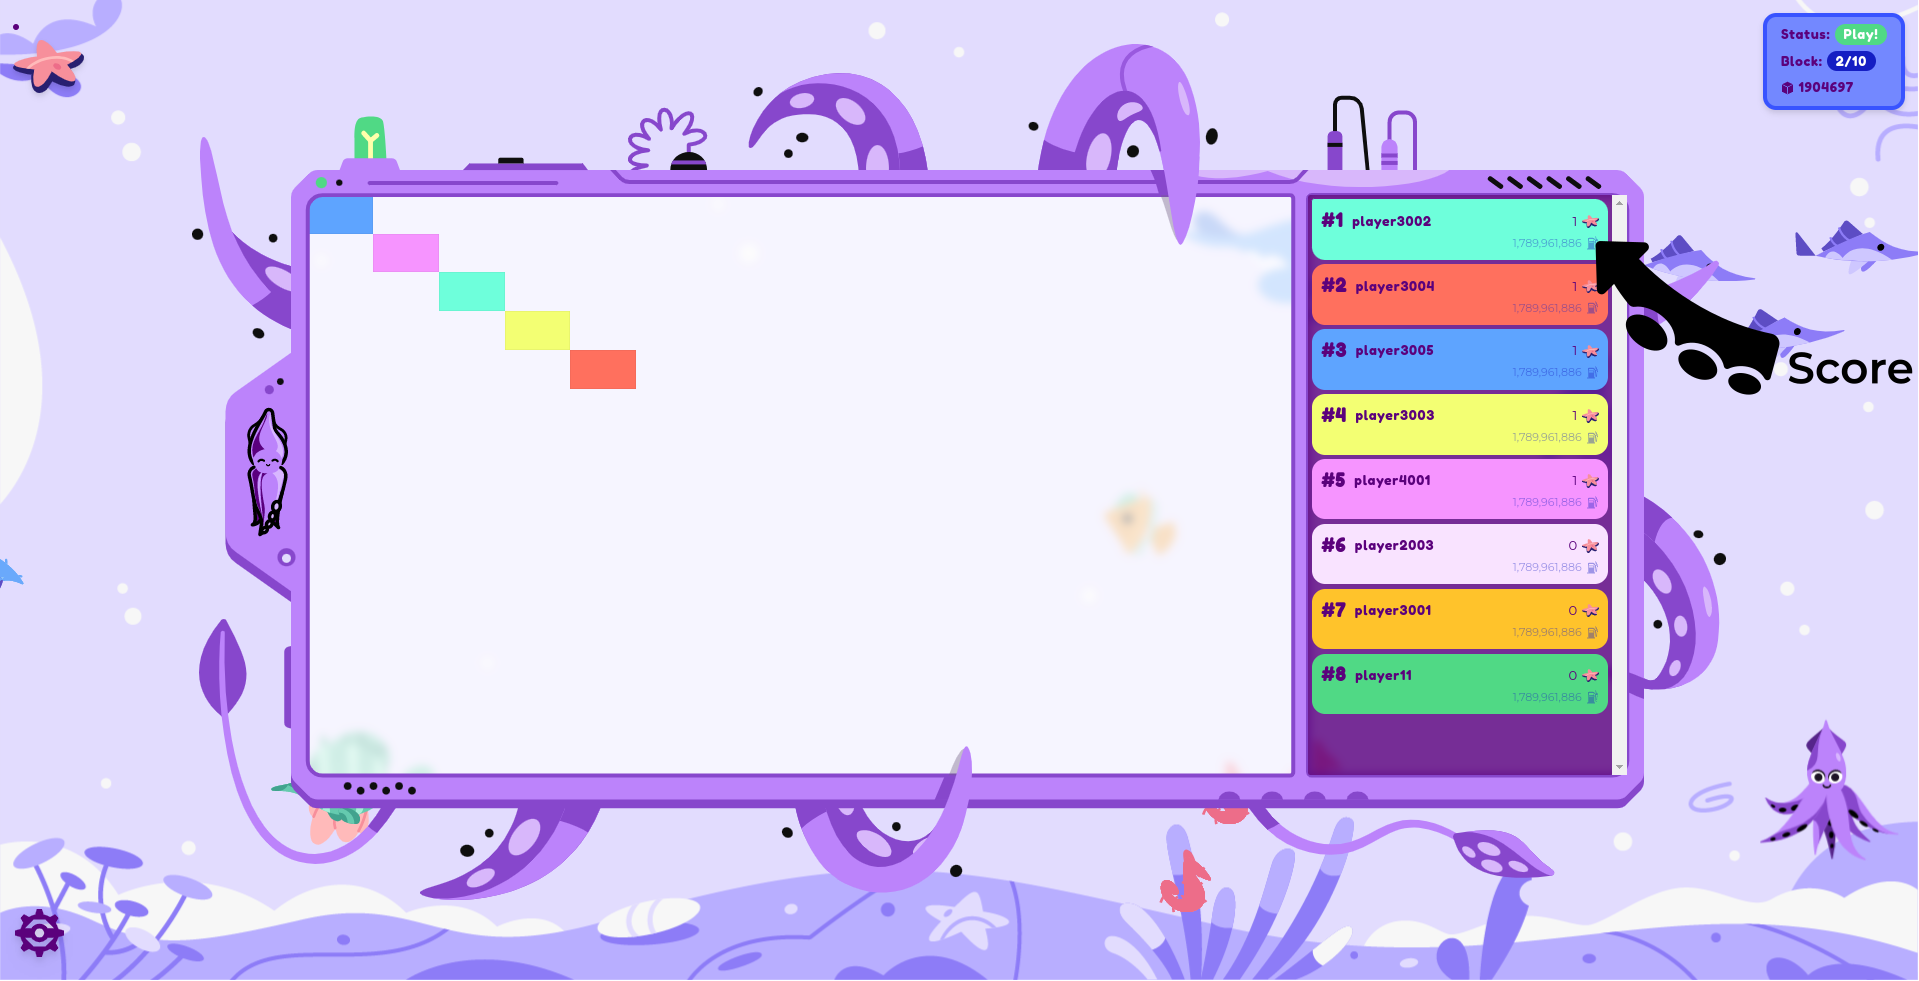 Status: Play!
Block: 2/10
1904697
#1 player3002 1
1,789,961,886
#2 player3004 1
1,789,961,886
#3 player3005 1
1,789,961,886
#4 player3003 1
1,789,961,886
#5 player4001 1
1,789,961,886
#6 player2003 0
1,789,961,886
#7 player3001 0
1,789,961,886
#8 player11 0
1,789,961,886
Score